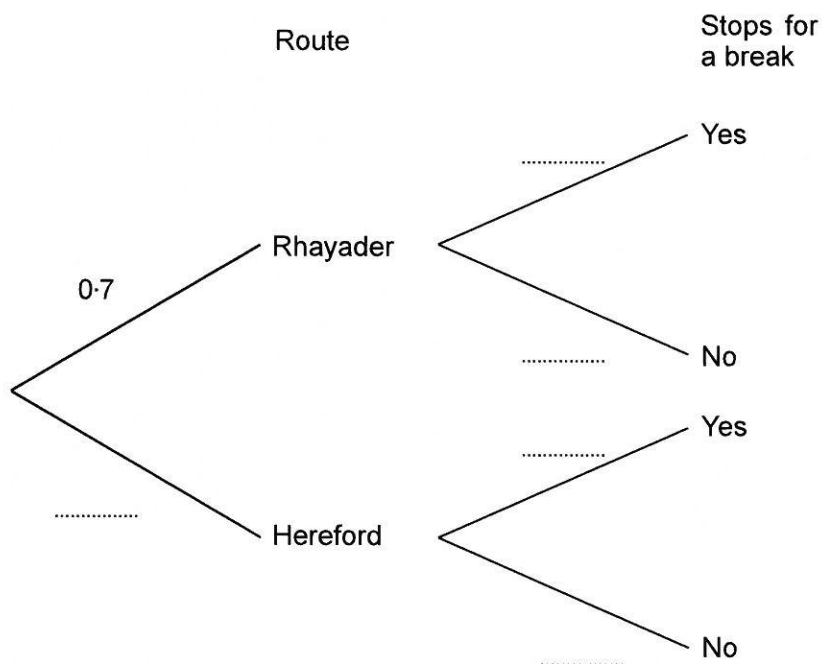 Route
Stops for
a break
Yes
...............
Rhayader
0·7
...............
No
Yes
...............
...............
Hereford
No
...............